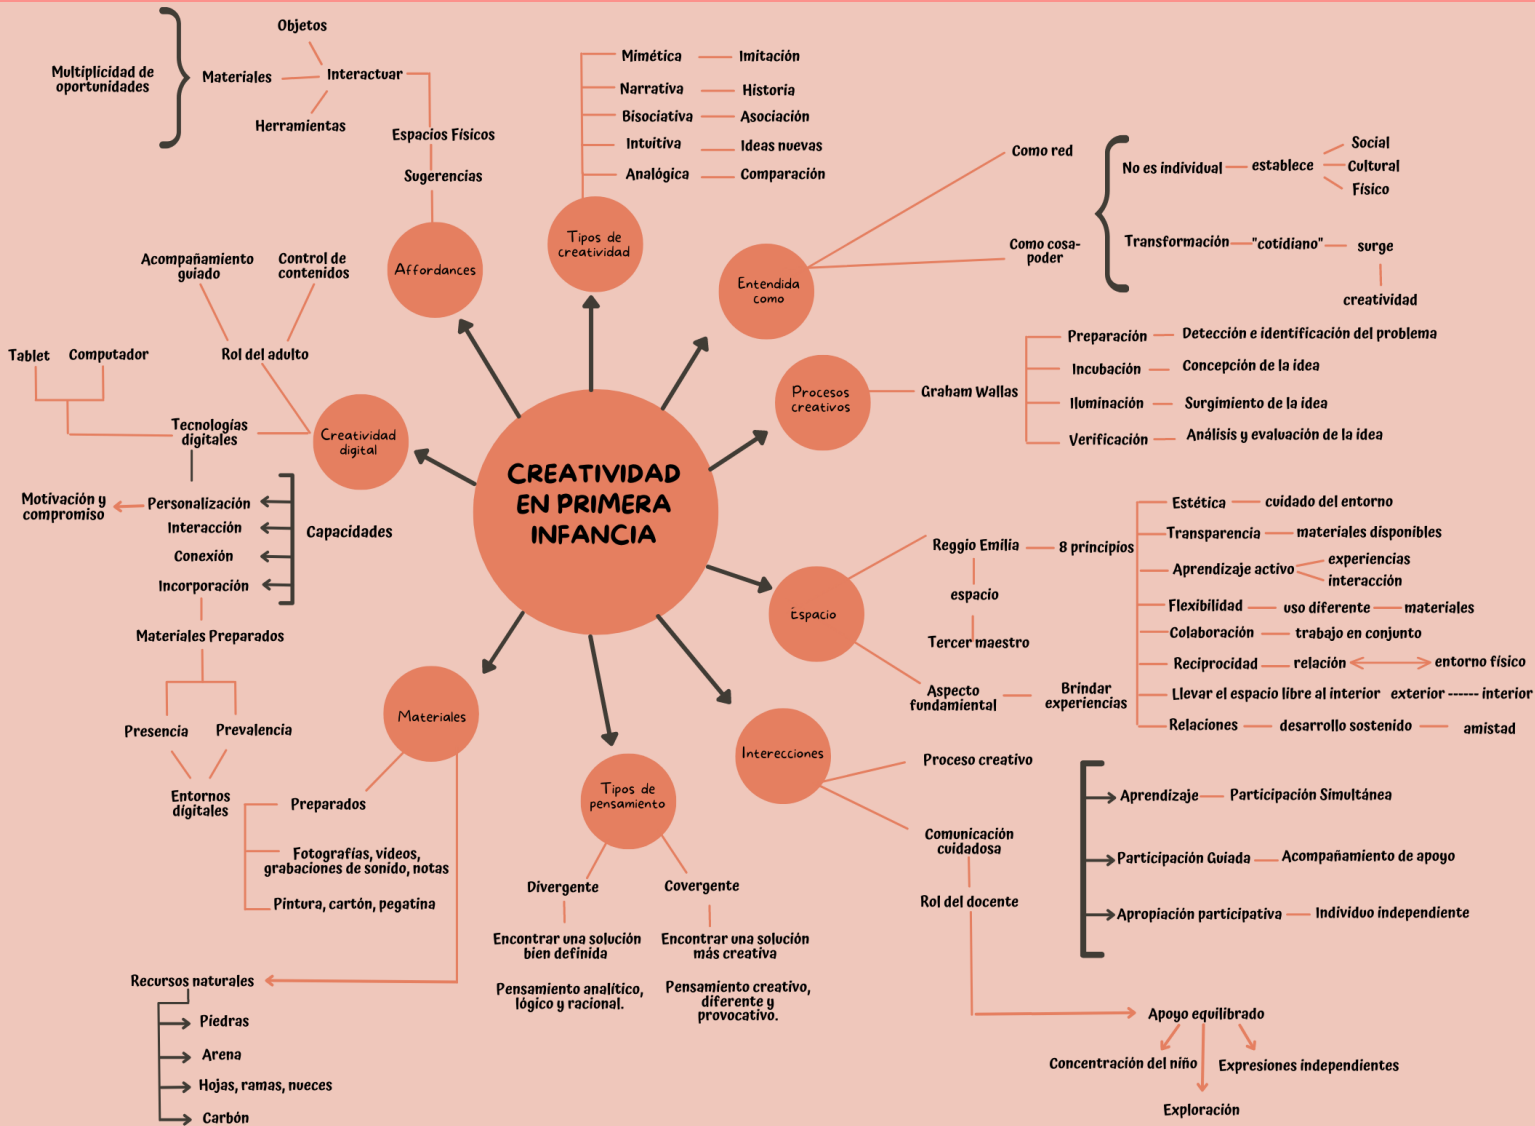 Multiplicidad de
oportunidades
Objetos
Materiales
Interactuar
Herramientas
Espacios Físicos
Sugerencias
Affordances
Mimética
Imitación
Narrativa
Historia
Bisociativa
Asociación
Intuitiva
Ideas nuevas
Analógica
Comparación
Tipos de
creatividad
Como red
Como cosa-
poder
Entendida
como
No es individual
establece
Social
Cultural
Físico
Transformación
"cotidiano"
surge
creatividad
Procesos
creativos
Graham Wallas
Preparación
Detección e identificación del problema
Incubación
Concepción de la idea
Iluminación
Surgimiento de la idea
Verificación
Análisis y evaluación de la idea
Acompañamiento
guiado
Control de
contenidos
Rol del adulto
Tablet
Computador
Tecnologías
digitales
Creatividad
digital
Motivación y
compromiso
Personalización
Interacción
Conexión
Incorporación
Capacidades
Materiales Preparados
Presencia
Prevalencia
Entornos
dígitales
CREATIVIDAD
EN PRIMERA
INFANCIA
Espacio
Reggio Emilia
8 principios
espacio
Tercer maestro
Aspecto
fundamental
Brindar
experiencias
Estética
cuidado del entorno
Transparencia
materiales disponibles
Aprendizaje activo
experiencias
interacción
Flexibilidad
uso diferente
materiales
Colaboración
trabajo en conjunto
Reciprocidad
relación
entorno físico
Llevar el espacio libre al interior
exterior ------ interior
Relaciones
desarrollo sostenido
amistad
Materiales
Preparados
Fotografías, videos,
grabaciones de sonido, notas
Pintura, cartón, pegatina
Recursos naturales
Piedras
Arena
Hojas, ramas, nueces
Carbón
Tipos de
pensamiento
Divergente
Encontrar una solución
bien definida
Pensamiento analítico,
lógico y racional.
Covergente
Encontrar una solución
más creativa
Pensamiento creativo,
diferente y
provocativo.
Interecciones
Proceso creativo
Comunicación
cuidadosa
Rol del docente
Aprendizaje
Participación Simultánea
Participación Guiada
Acompañamiento de apoyo
Apropiación participativa
Individuo independiente
Apoyo equilibrado
Concentración del niño
Expresiones independientes
Exploración